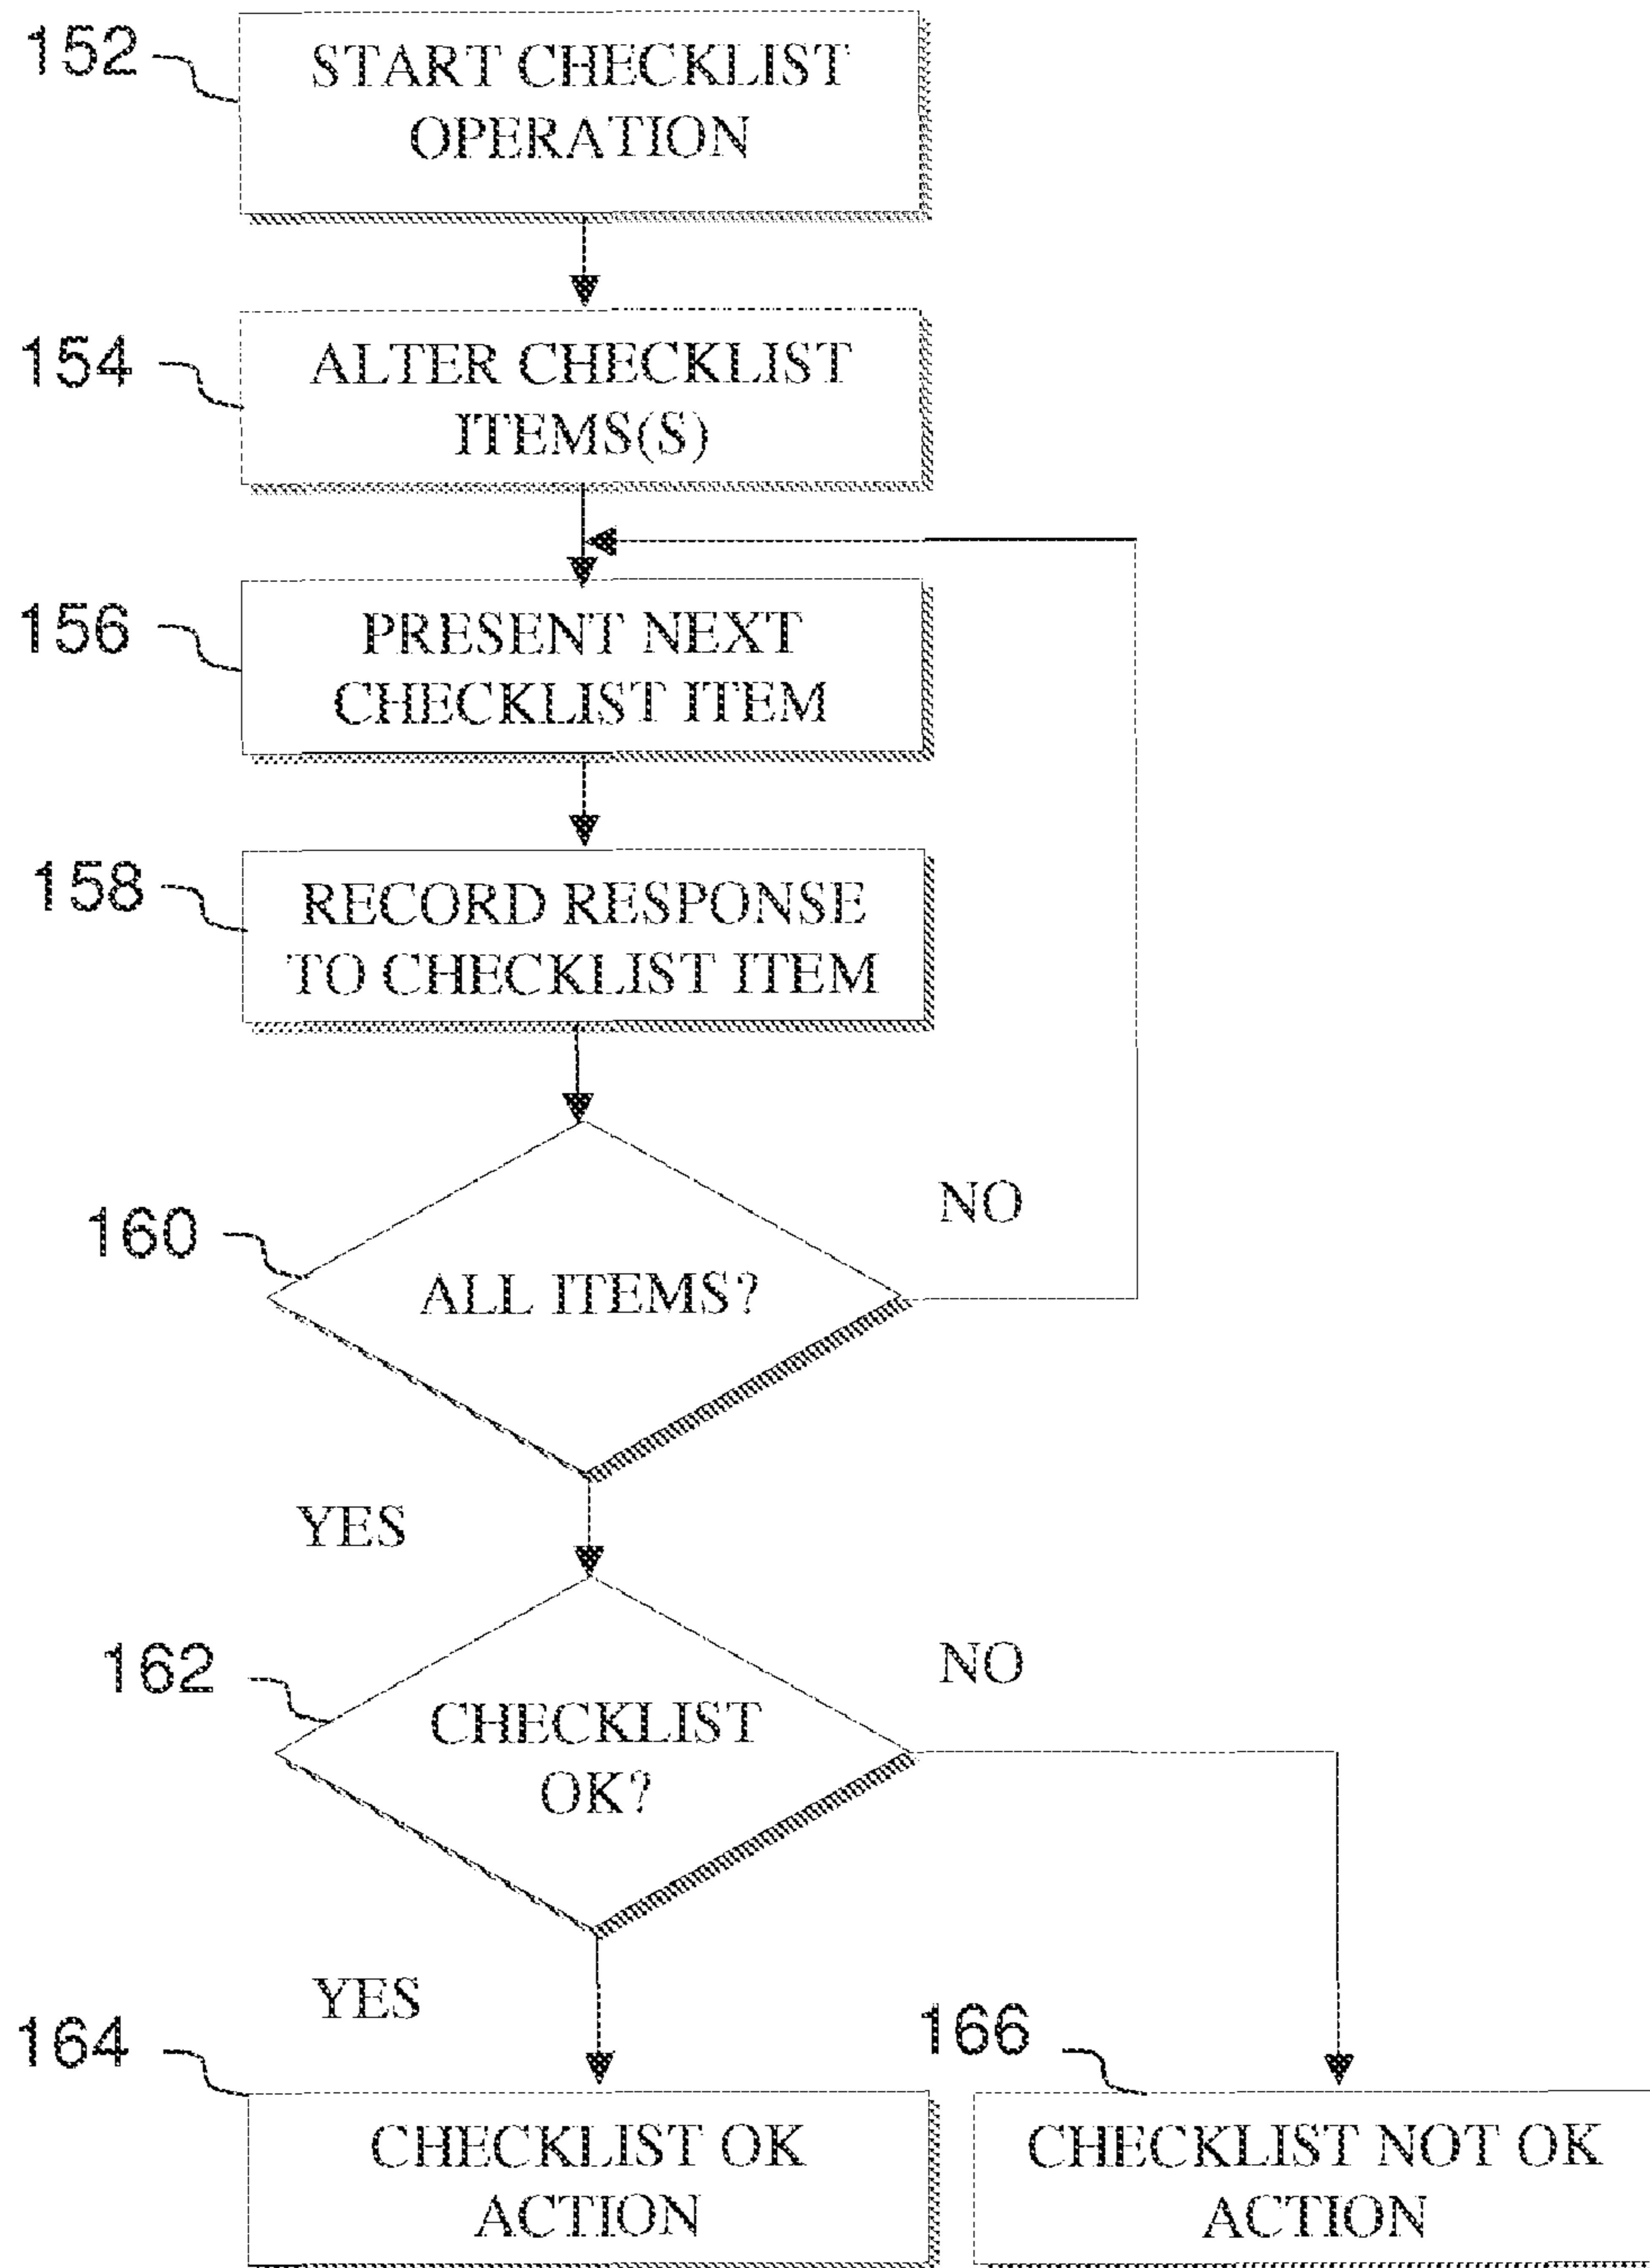 152
START CHECKLIST
OPERATION
154
ALTER CHECKLIST
ITEMS(S)
156
PRESENT NEXT
CHECKLIST ITEM
158
RECORD RESPONSE
TO CHECKLIST ITEM
160
ALL ITEMS?
NO
YES
162
CHECKLIST
OK?
NO
YES
164
CHECKLIST OK
ACTION
166
CHECKLIST NOT OK
ACTION